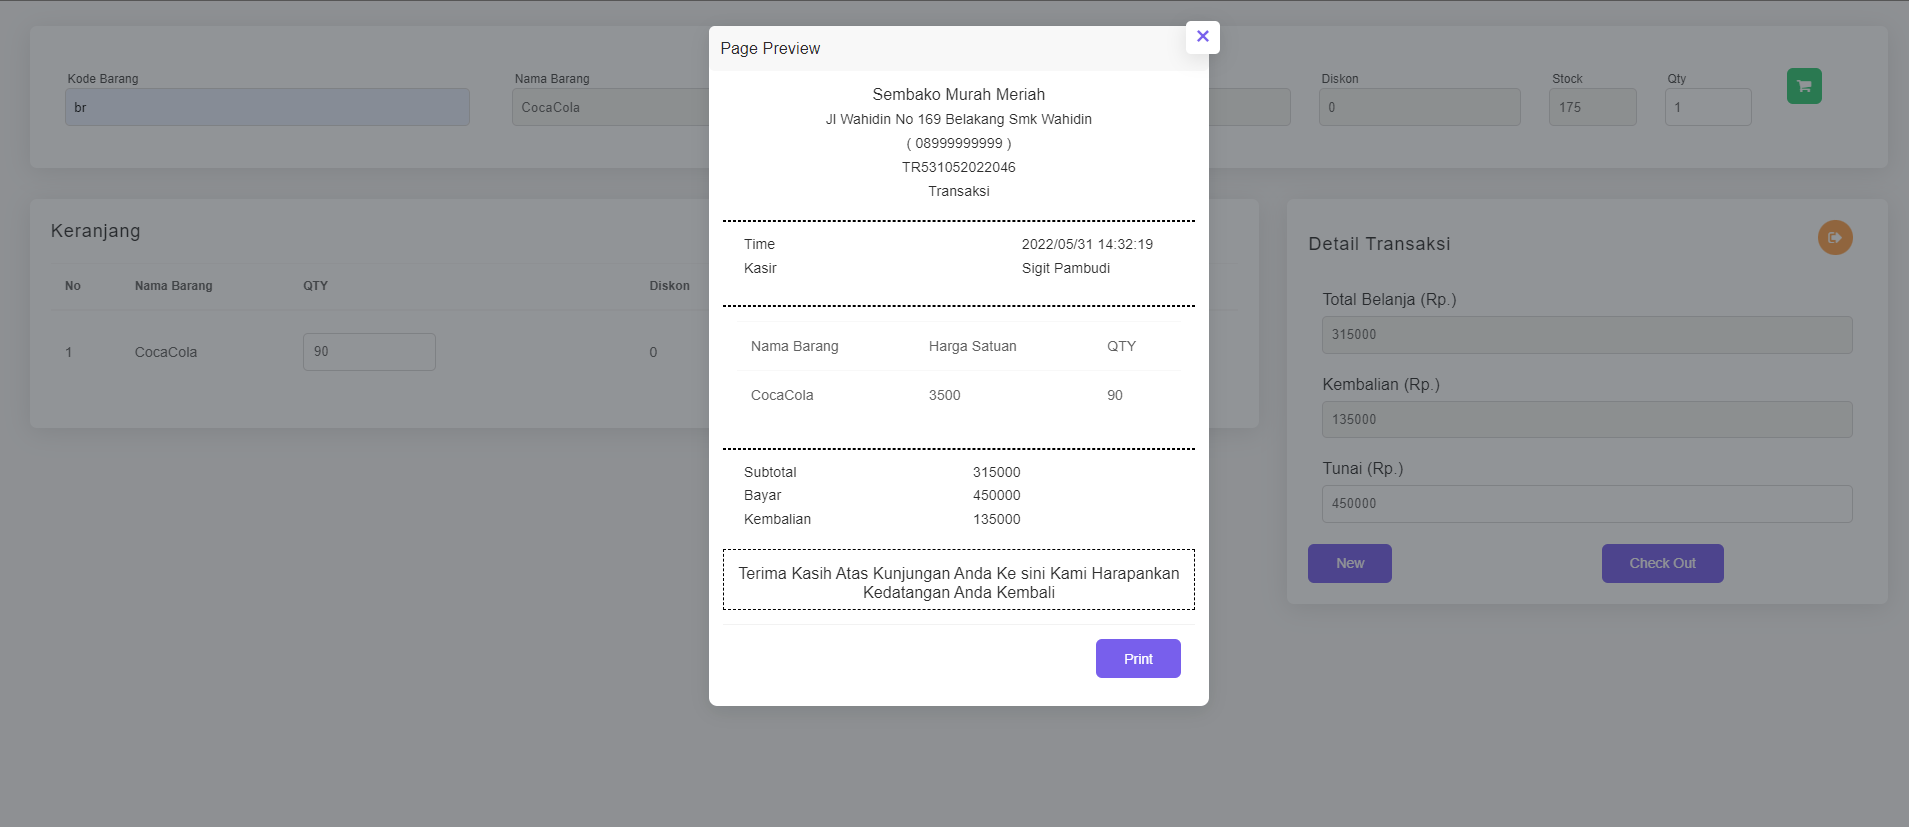 Kode Barang
Nama Barang
Diskon
Stock
Qty
br
CocaCola
0
175
1
Keranjang
No
Nama Barang
QTY
Diskon
1
CocaCola
90
0
Page Preview
Sembako Murah Meriah
Jl Wahidin No 169 Belakang Smk Wahidin
( 08999999999 )
TR531052022046
Transaksi
Time 2022/05/31 14:32:19
Kasir Sigit Pambudi
Nama Barang Harga Satuan QTY
CocaCola 3500 90
Subtotal 315000
Bayar 450000
Kembalian 135000
Terima Kasih Atas Kunjungan Anda Ke sini Kami Harapankan
Kedatangan Anda Kembali
Print
Detail Transaksi
Total Belanja (Rp.)
315000
Kembalian (Rp.)
135000
Tunai (Rp.)
450000
New
Check Out